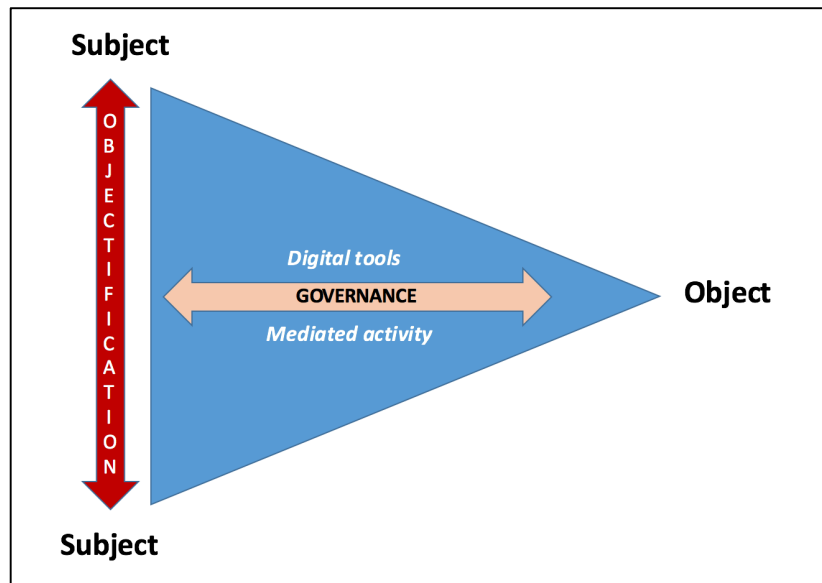 Subject
OBJECTIFICATION
Digital tools
GOVERNANCE
Object
Mediated activity
Subject